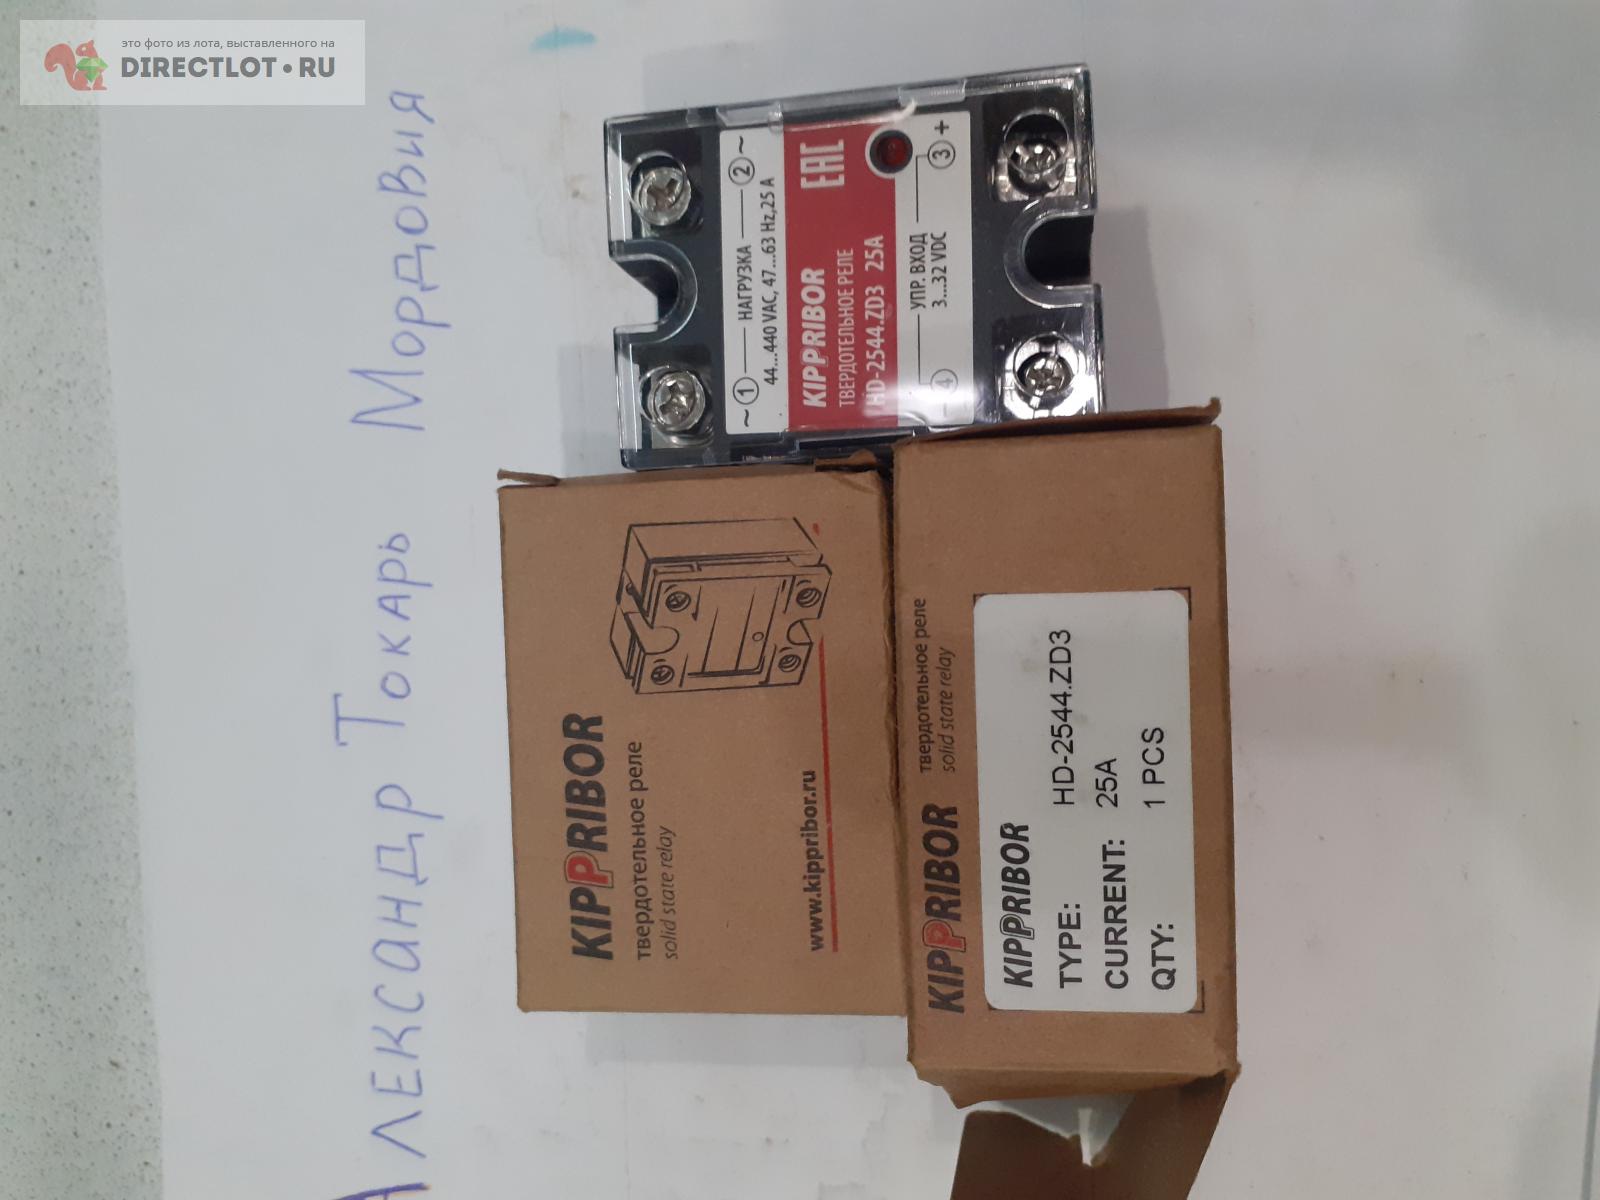 это фото из лота, выставленного на
DIRECTLOT•RU
Александр Токарь Мордовия
~ 1 НАГРУЗКА 2 ~
44...440 VAC, 47...63 Hz,25 A
KIPPRIBOR
ТВЕРДОТЕЛЬНОЕ РЕЛЕ
HD-2544.ZD3 25A
EAC
УПР. ВХОД
3...32 VDC
− 4 3 +
KIPPRIBOR
твердотельное реле
solid state relay
www.kippribor.ru
KIPPRIBOR твердотельное реле
solid state relay
KIPPRIBOR
TYPE: HD-2544.ZD3
CURRENT: 25A
QTY: 1 PCS